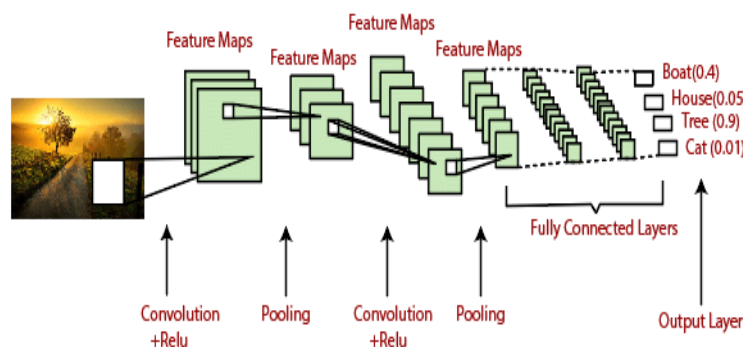 Feature Maps
Feature Maps
Feature Maps
Feature Maps
Boat(0.4)
House(0.05
Tree (0.9)
Cat (0.01)
Fully Connected Layers
Convolution
+Relu
Pooling
Convolution
+Relu
Pooling
Output Layer